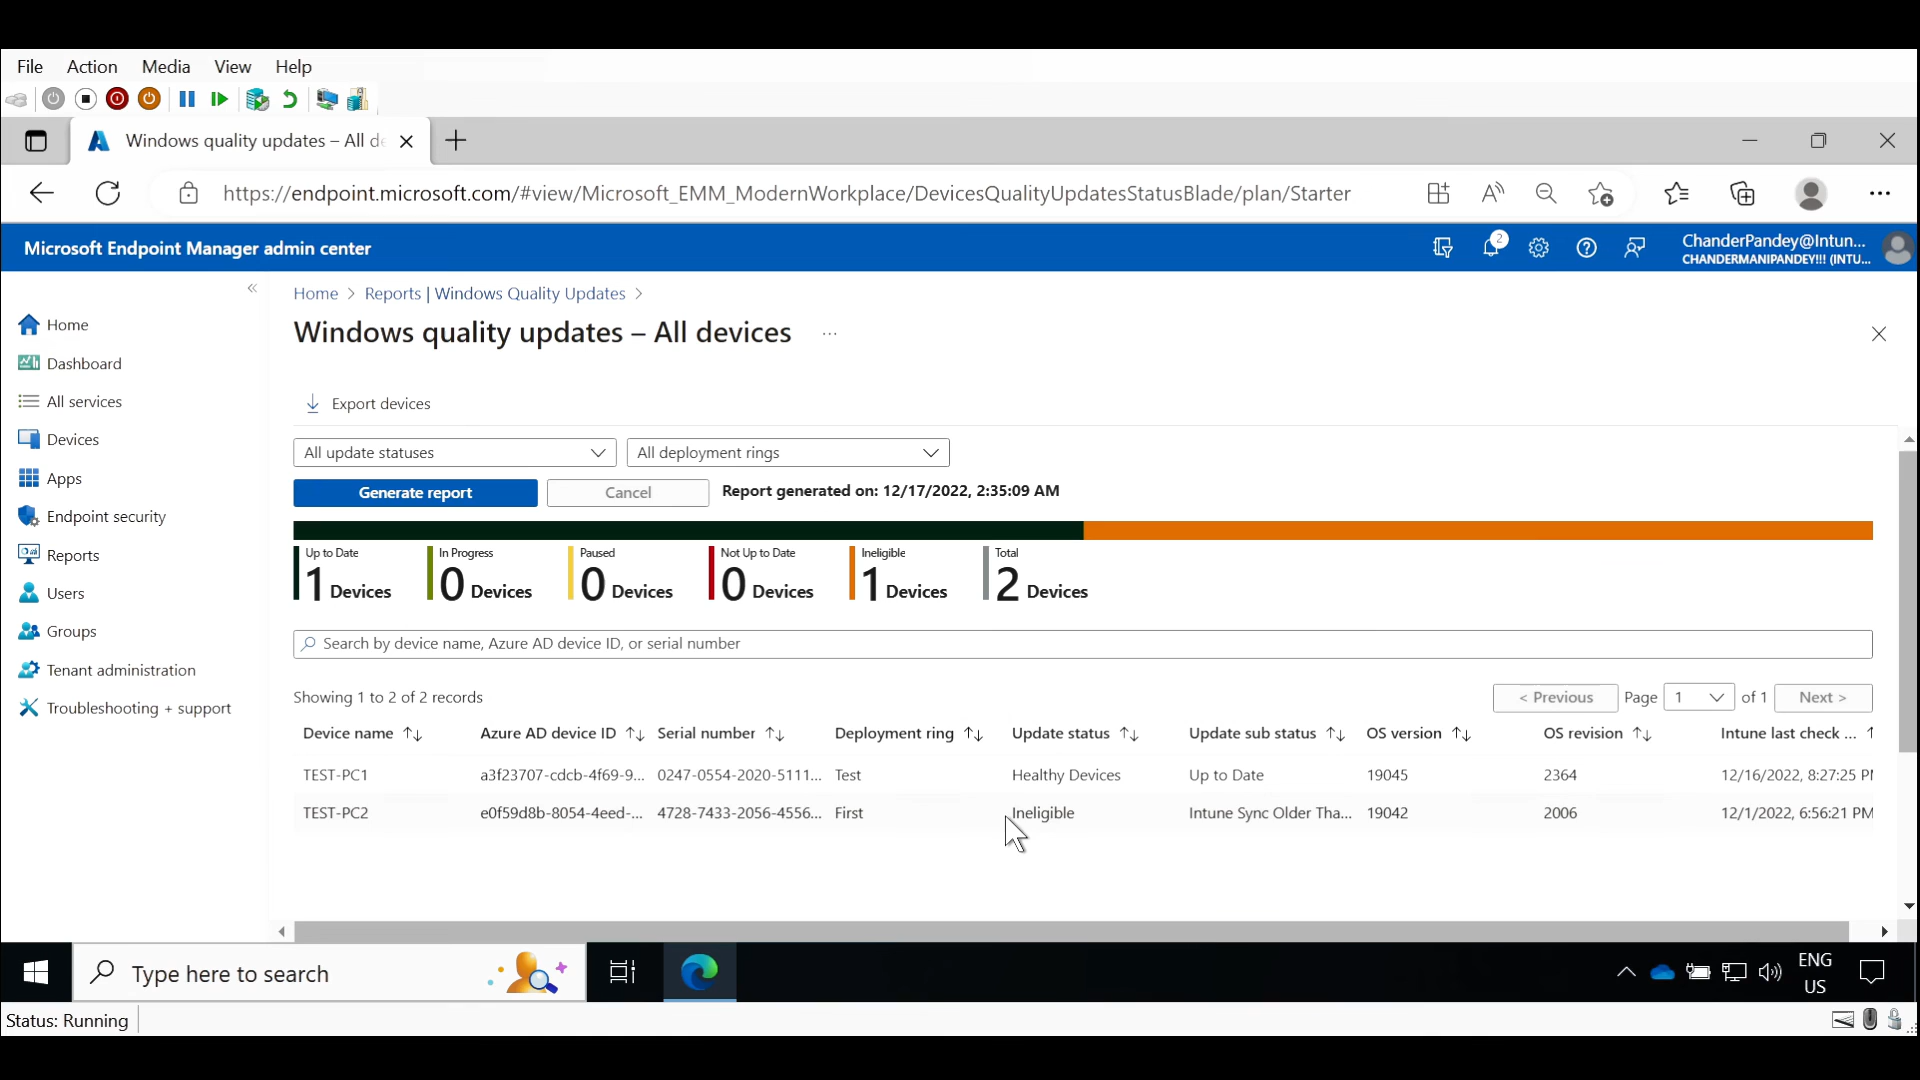 File Action Media View Help
Windows quality updates – All de
https://endpoint.microsoft.com/#view/Microsoft_EMM_ModernWorkplace/DevicesQualityUpdatesStatusBlade/plan/Starter
Microsoft Endpoint Manager admin center
2
ChanderPandey@Intun...
CHANDERMANIPANDEY!!! (INTU...
Home
Dashboard
All services
Devices
Apps
Endpoint security
Reports
Users
Groups
Tenant administration
Troubleshooting + support
Home > Reports | Windows Quality Updates >
Windows quality updates – All devices ...
Export devices
All update statuses
All deployment rings
Generate report
Cancel
Report generated on: 12/17/2022, 2:35:09 AM
Up to Date
1 Devices
In Progress
0 Devices
Paused
0 Devices
Not Up to Date
0 Devices
Ineligible
1 Devices
Total
2 Devices
Search by device name, Azure AD device ID, or serial number
Showing 1 to 2 of 2 records
< Previous Page 1 of 1 Next >
Device name Azure AD device ID Serial number Deployment ring Update status Update sub status OS version OS revision Intune last check ...
TEST-PC1 a3f23707-cdcb-4f69-9... 0247-0554-2020-5111... Test Healthy Devices Up to Date 19045 2364 12/16/2022, 8:27:25 PM
TEST-PC2 e0f59d8b-8054-4eed-... 4728-7433-2056-4556... First Ineligible Intune Sync Older Tha... 19042 2006 12/1/2022, 6:56:21 PM
Type here to search
ENG
US
Status: Running